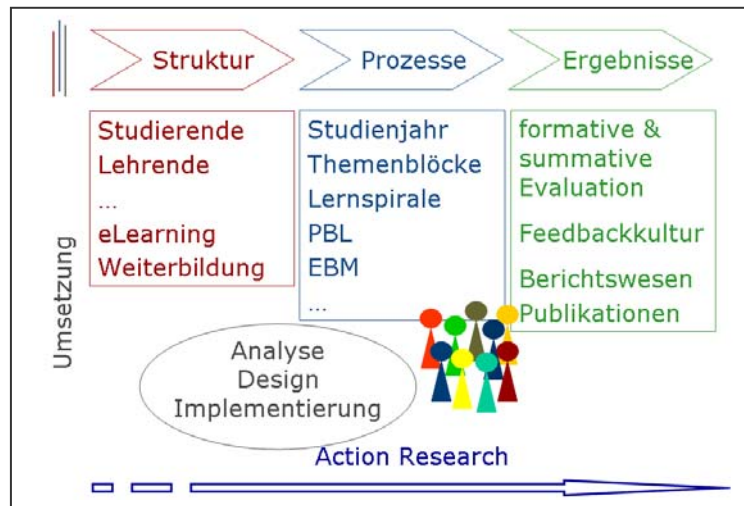 Struktur
Prozesse
Ergebnisse
Umsetzung
Studierende
Lehrende
...
eLearning
Weiterbildung
Studienjahr
Themenblöcke
Lernspirale
PBL
EBM
...
formative &
summative
Evaluation
Feedbackkultur
Berichtswesen
Publikationen
Analyse
Design
Implementierung
Action Research